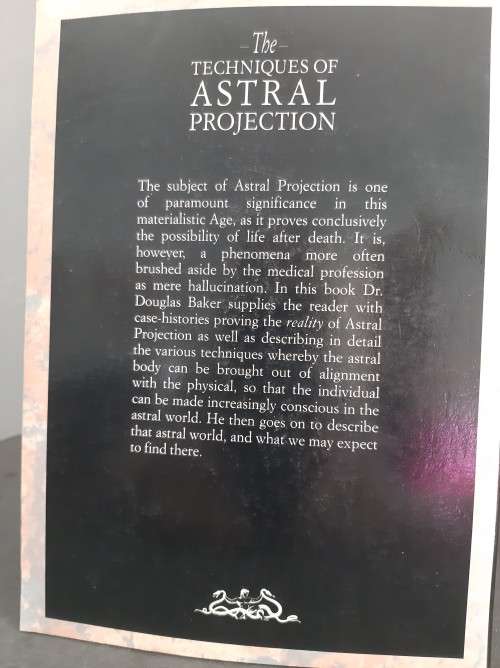 The
TECHNIQUES OF
ASTRAL
PROJECTION
The subject of Astral Projection is one
of paramount significance in this
materialistic Age, as it proves conclusively
the possibility of life after death. It is,
however, a phenomena more often
brushed aside by the medical profession
as mere hallucination. In this book Dr.
Douglas Baker supplies the reader with
case-histories proving the reality of Astral
Projection as well as describing in detail
the various techniques whereby the astral
body can be brought out of alignment
with the physical, so that the individual
can be made increasingly conscious in the
astral world. He then goes on to describe
that astral world, and what we may expect
to find there.